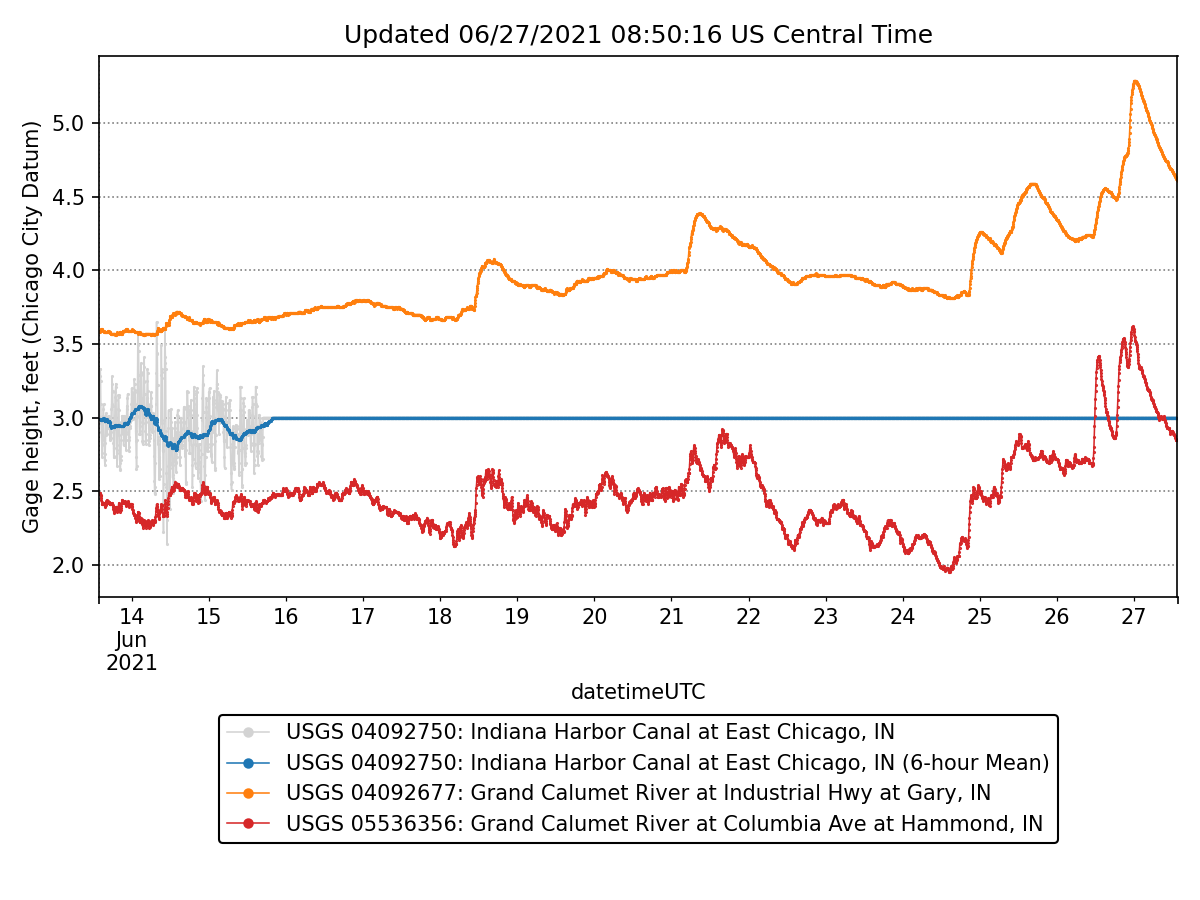 Updated 06/27/2021 08:50:16 US Central Time
Gage height, feet (Chicago City Datum)
5.0
4.5
4.0
3.5
3.0
2.5
2.0
14 15 16 17 18 19 20 21 22 23 24 25 26 27
Jun
2021
datetimeUTC
USGS 04092750: Indiana Harbor Canal at East Chicago, IN
USGS 04092750: Indiana Harbor Canal at East Chicago, IN (6-hour Mean)
USGS 04092677: Grand Calumet River at Industrial Hwy at Gary, IN
USGS 05536356: Grand Calumet River at Columbia Ave at Hammond, IN